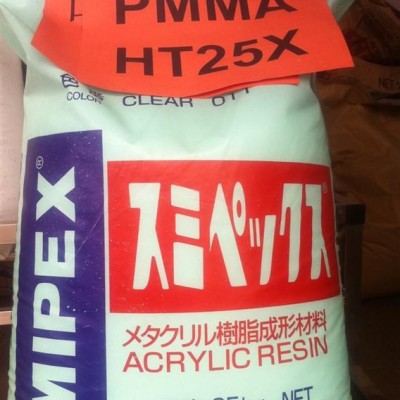 PMMA
HT25X
COLOR CLEAR
MIPEX®
スミペックス®
メタクリル樹脂成形材料
ACRYLIC RESIN
NET